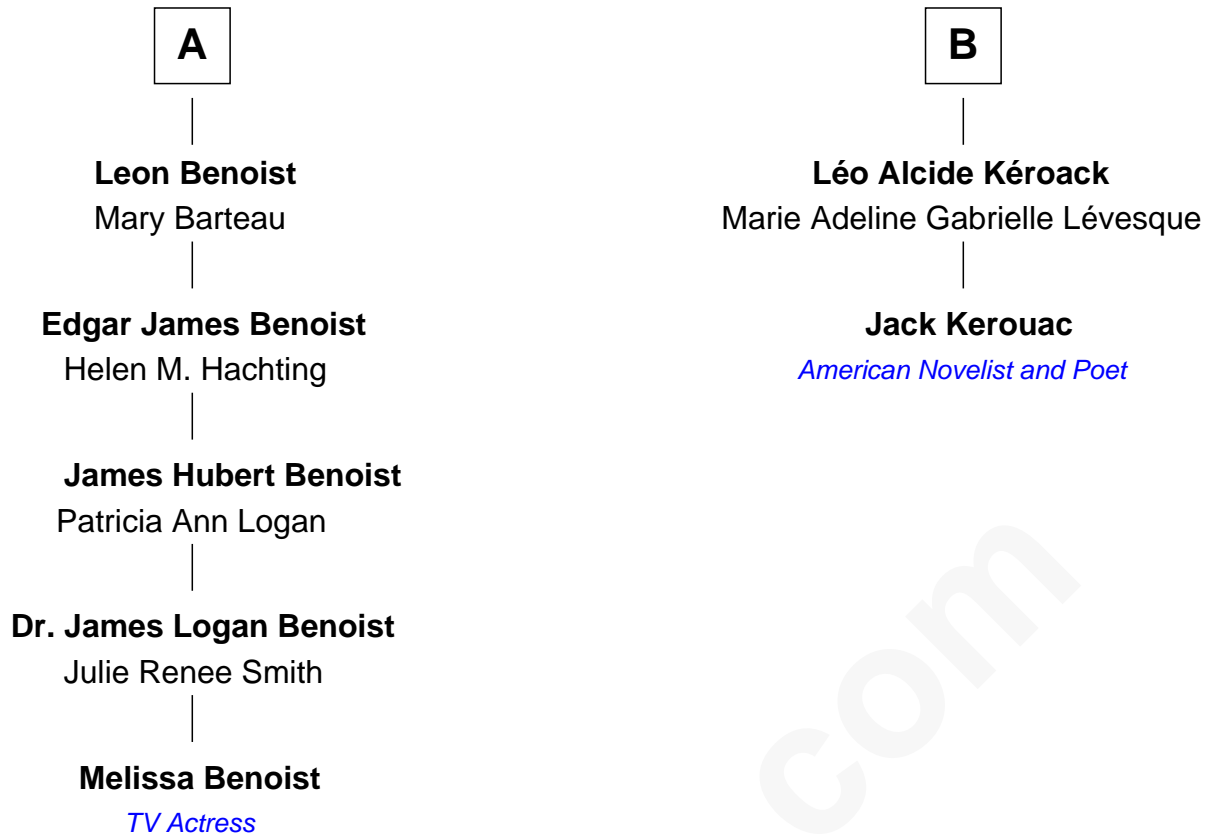 A
Leon Benoist
Mary Barteau
Edgar James Benoist
Helen M. Hachting
James Hubert Benoist
Patricia Ann Logan
Dr. James Logan Benoist
Julie Renee Smith
Melissa Benoist
TV Actress
B
Léo Alcide Kéroack
Marie Adeline Gabrielle Lévesque
Jack Kerouac
American Novelist and Poet
com